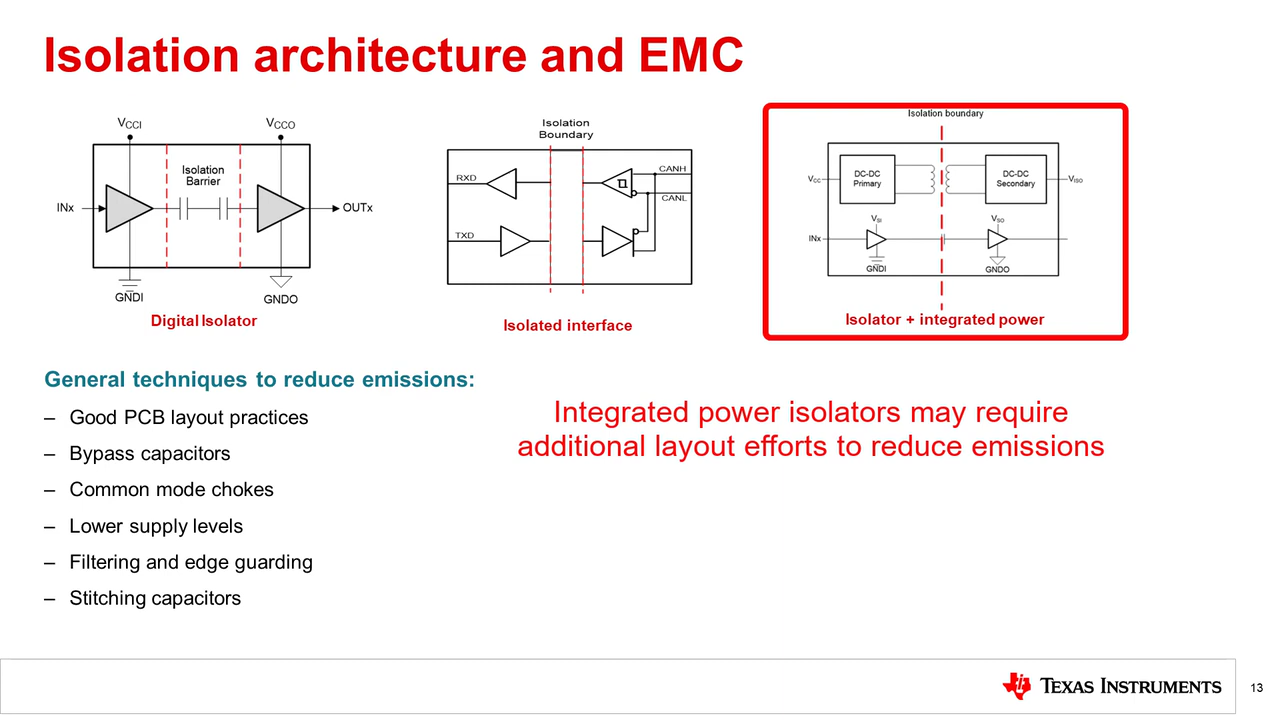 Isolation architecture and EMC
VCCI
VCCO
Isolation
Barrier
INx
OUTx
GNDI
GNDO
Digital Isolator
Isolation
Boundary
RXD
CANH
CANL
TXD
Isolated interface
Isolation boundary
DC-DC
Primary
DC-DC
Secondary
VCC
VISO
VSI
VSO
INx
GNDI
GNDO
Isolator + integrated power
General techniques to reduce emissions:
– Good PCB layout practices
– Bypass capacitors
– Common mode chokes
– Lower supply levels
– Filtering and edge guarding
– Stitching capacitors
Integrated power isolators may require
additional layout efforts to reduce emissions
TEXAS INSTRUMENTS
13